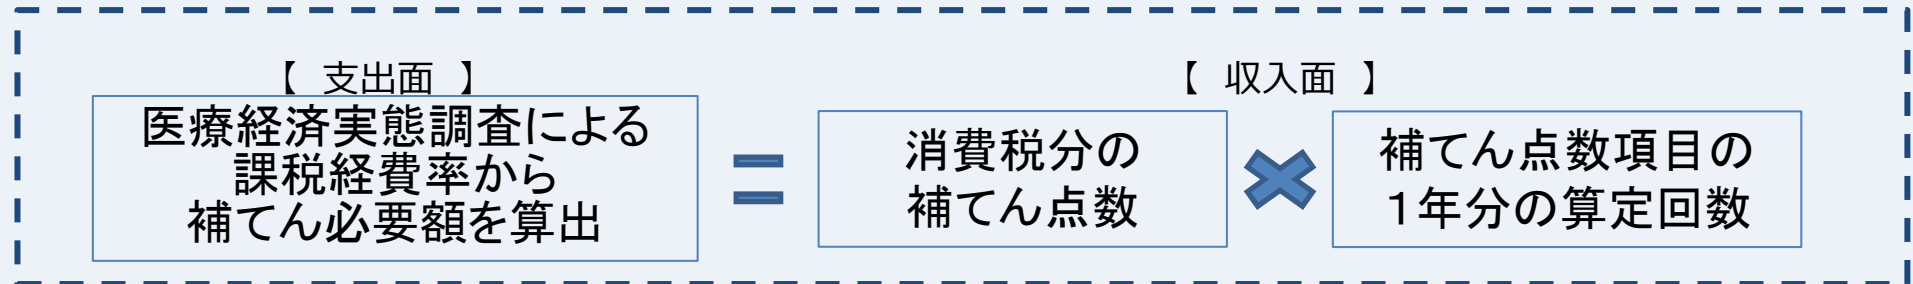 【 支出面 】
医療経済実態調査による
課税経費率から
補てん必要額を算出
=
【 収入面 】
消費税分の
補てん点数
×
補てん点数項目の
1年分の算定回数